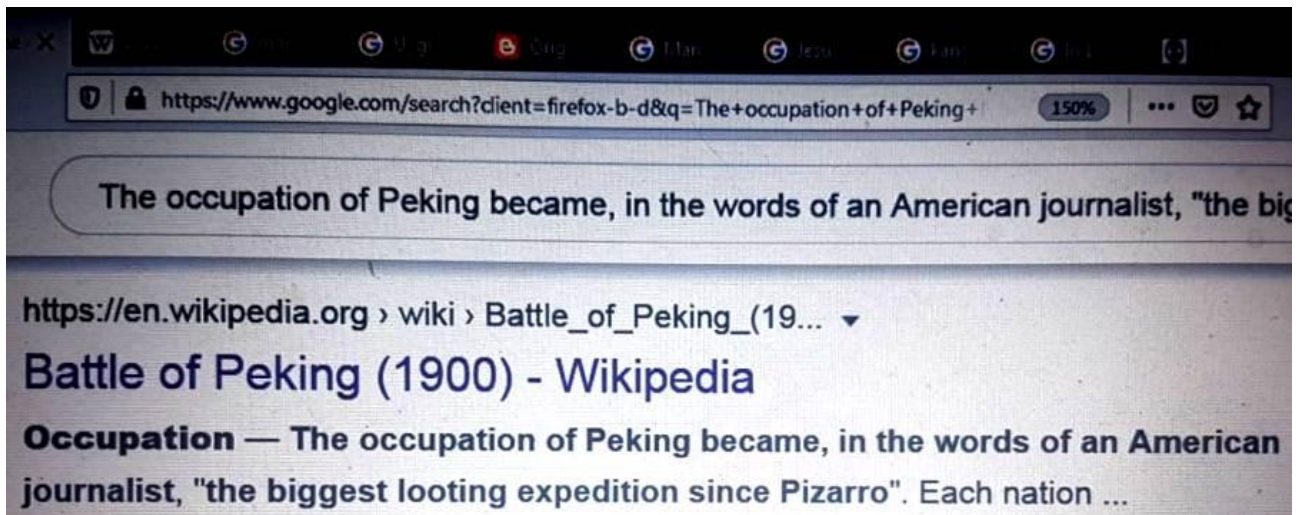 https://www.google.com/search?client=firefox-b-d&q=The+occupation+of+Peking+
150%
The occupation of Peking became, in the words of an American journalist, "the big
https://en.wikipedia.org › wiki › Battle_of_Peking_(19...
Battle of Peking (1900) - Wikipedia
Occupation — The occupation of Peking became, in the words of an American
journalist, "the biggest looting expedition since Pizarro". Each nation ...